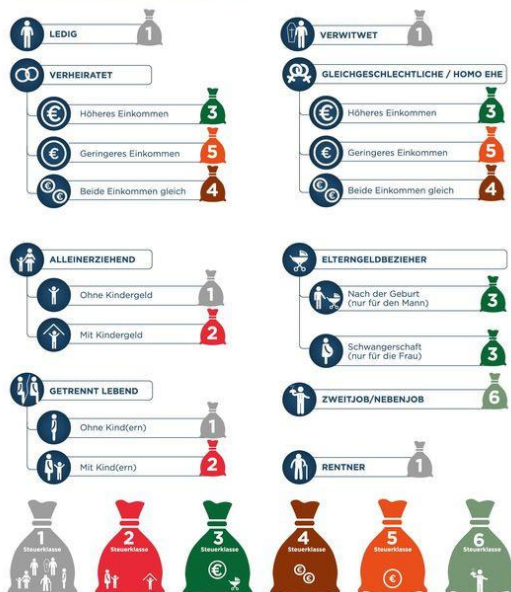 LEDIG
1
VERHEIRATET
Höheres Einkommen
3
Geringeres Einkommen
5
Beide Einkommen gleich
4
VERWITWET
1
GLEICHGESCHLECHTLICHE / HOMO EHE
Höheres Einkommen
3
Geringeres Einkommen
5
Beide Einkommen gleich
4
ALLEINERZIEHEND
Ohne Kindergeld
1
Mit Kindergeld
2
GETRENNT LEBEND
Ohne Kind(ern)
1
Mit Kind(ern)
2
ELTERNGELDBEZIEHER
Nach der Geburt
(nur für den Mann)
3
Schwangerschaft
(nur für die Frau)
3
ZWEITJOB/NEBENJOB
6
RENTNER
1
1
Steuerklasse
2
Steuerklasse
3
Steuerklasse
4
Steuerklasse
5
Steuerklasse
6
Steuerklasse